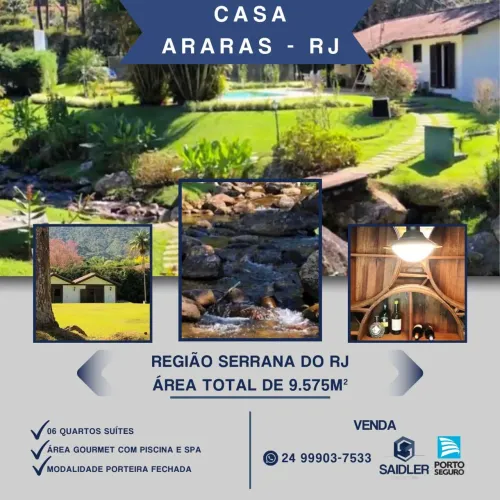 CASA
ARARAS - RJ
REGIÃO SERRANA DO RJ
ÁREA TOTAL DE 9.575M²
06 QUARTOS SUÍTES
ÁREA GOURMET COM PISCINA E SPA
MODALIDADE PORTEIRA FECHADA
VENDA
24 99903-7533
SAIDLER
PORTO
SEGURO